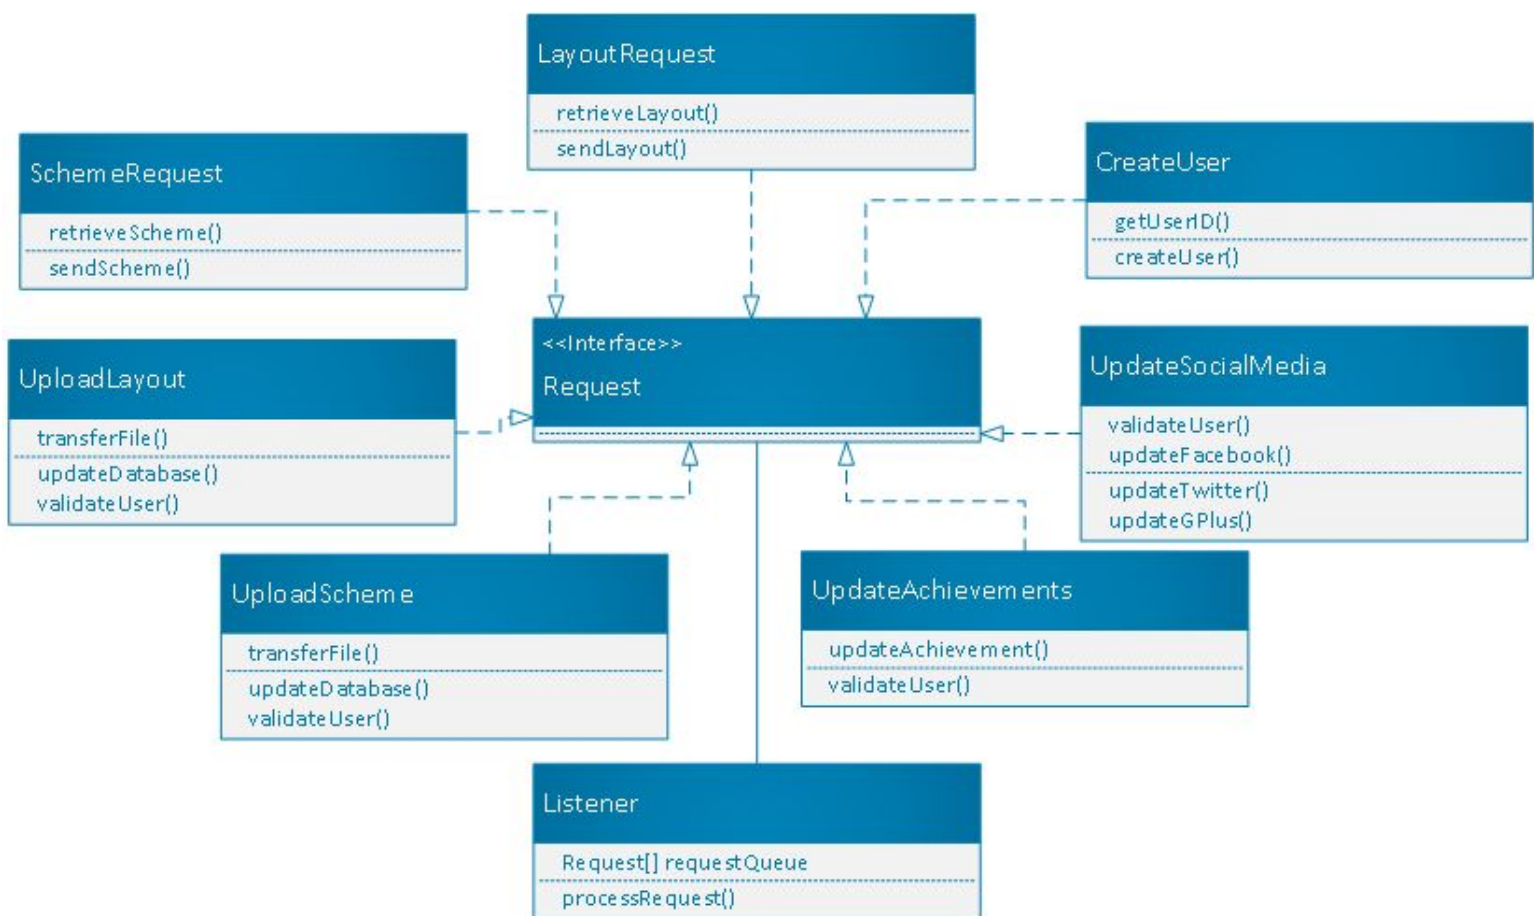 LayoutRequest
retrieveLayout()
sendLayout()
SchemeRequest
retrieveScheme()
sendScheme()
CreateUser
getUserID()
createUser()
<<Interface>>
Request
UploadLayout
transferFile()
updateDatabase()
validateUser()
UpdateSocialMedia
validateUser()
updateFacebook()
updateTwitter()
updateGPlus()
UploadScheme
transferFile()
updateDatabase()
validateUser()
UpdateAchievements
updateAchievement()
validateUser()
Listener
Request[] requestQueue
processRequest()